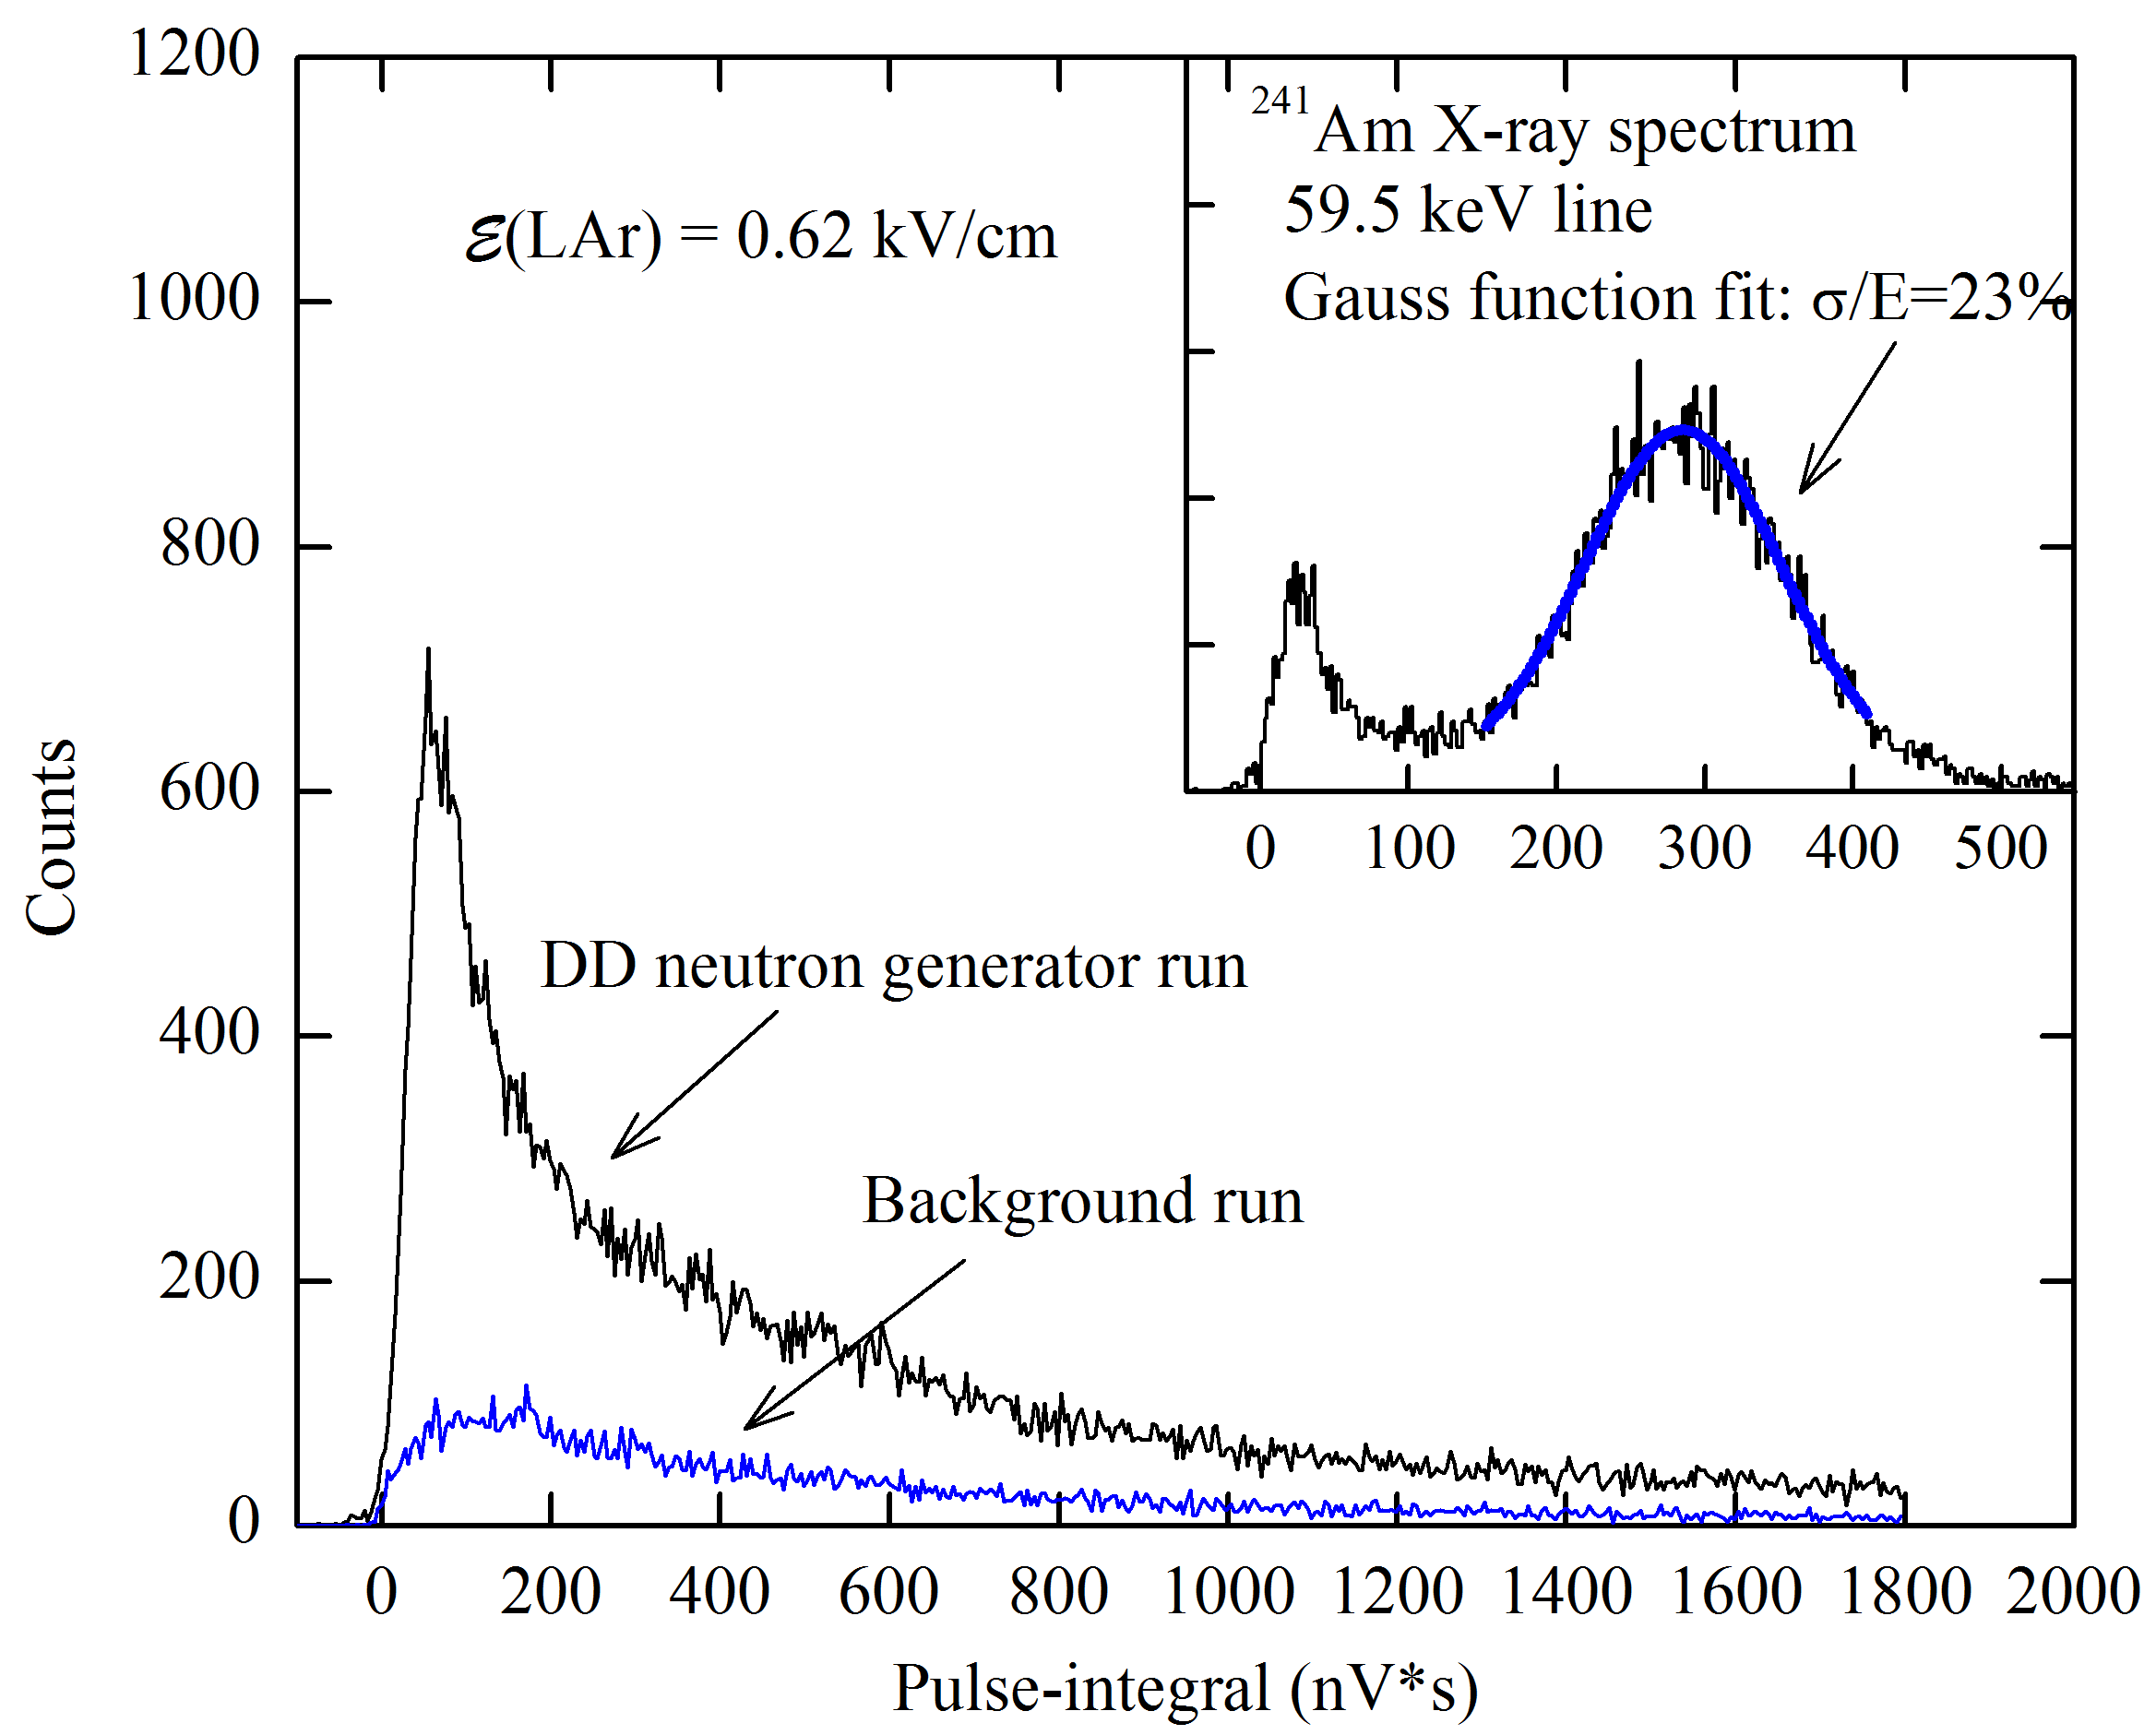 1200
1000
800
600
400
200
0
Counts
ℰ(LAr) = 0.62 kV/cm
²⁴¹Am X-ray spectrum
59.5 keV line
Gauss function fit: σ/E=23%
0 100 200 300 400 500
DD neutron generator run
Background run
0 200 400 600 800 1000 1200 1400 1600 1800 2000
Pulse-integral (nV*s)